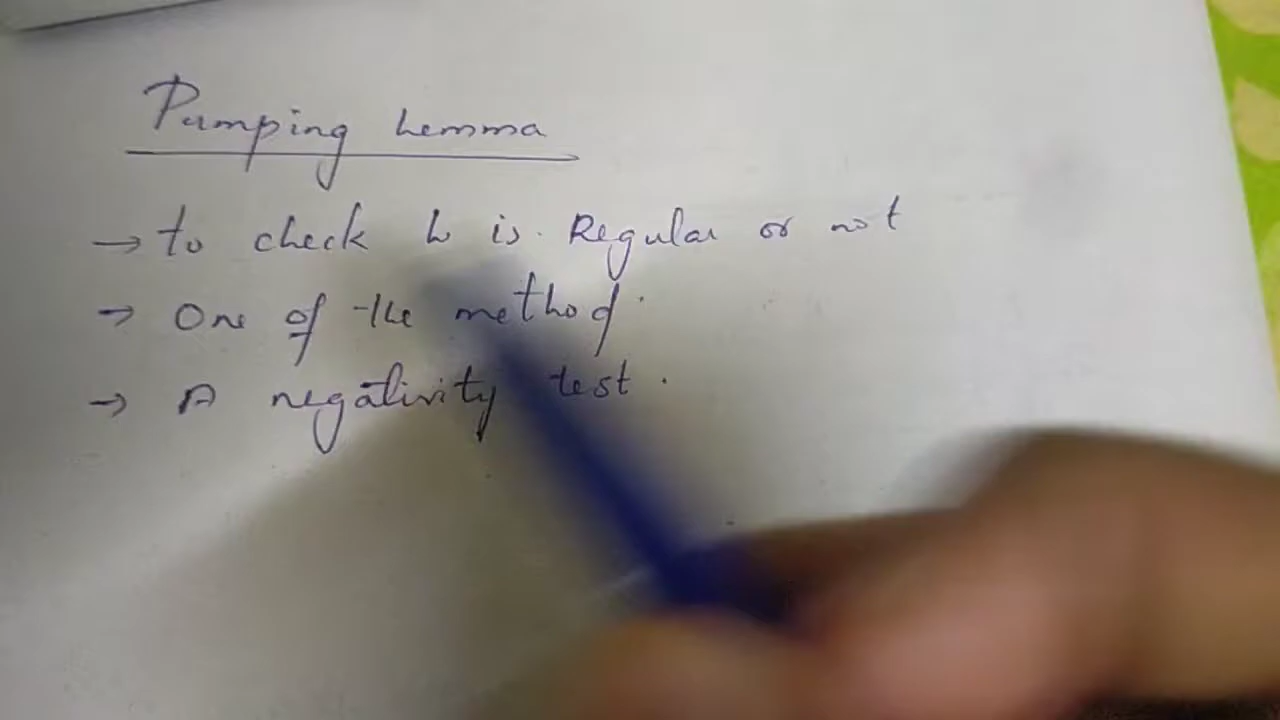 Pumping Lemma
→ to check L is Regular or not
→ One of the method.
→ A negativity test.